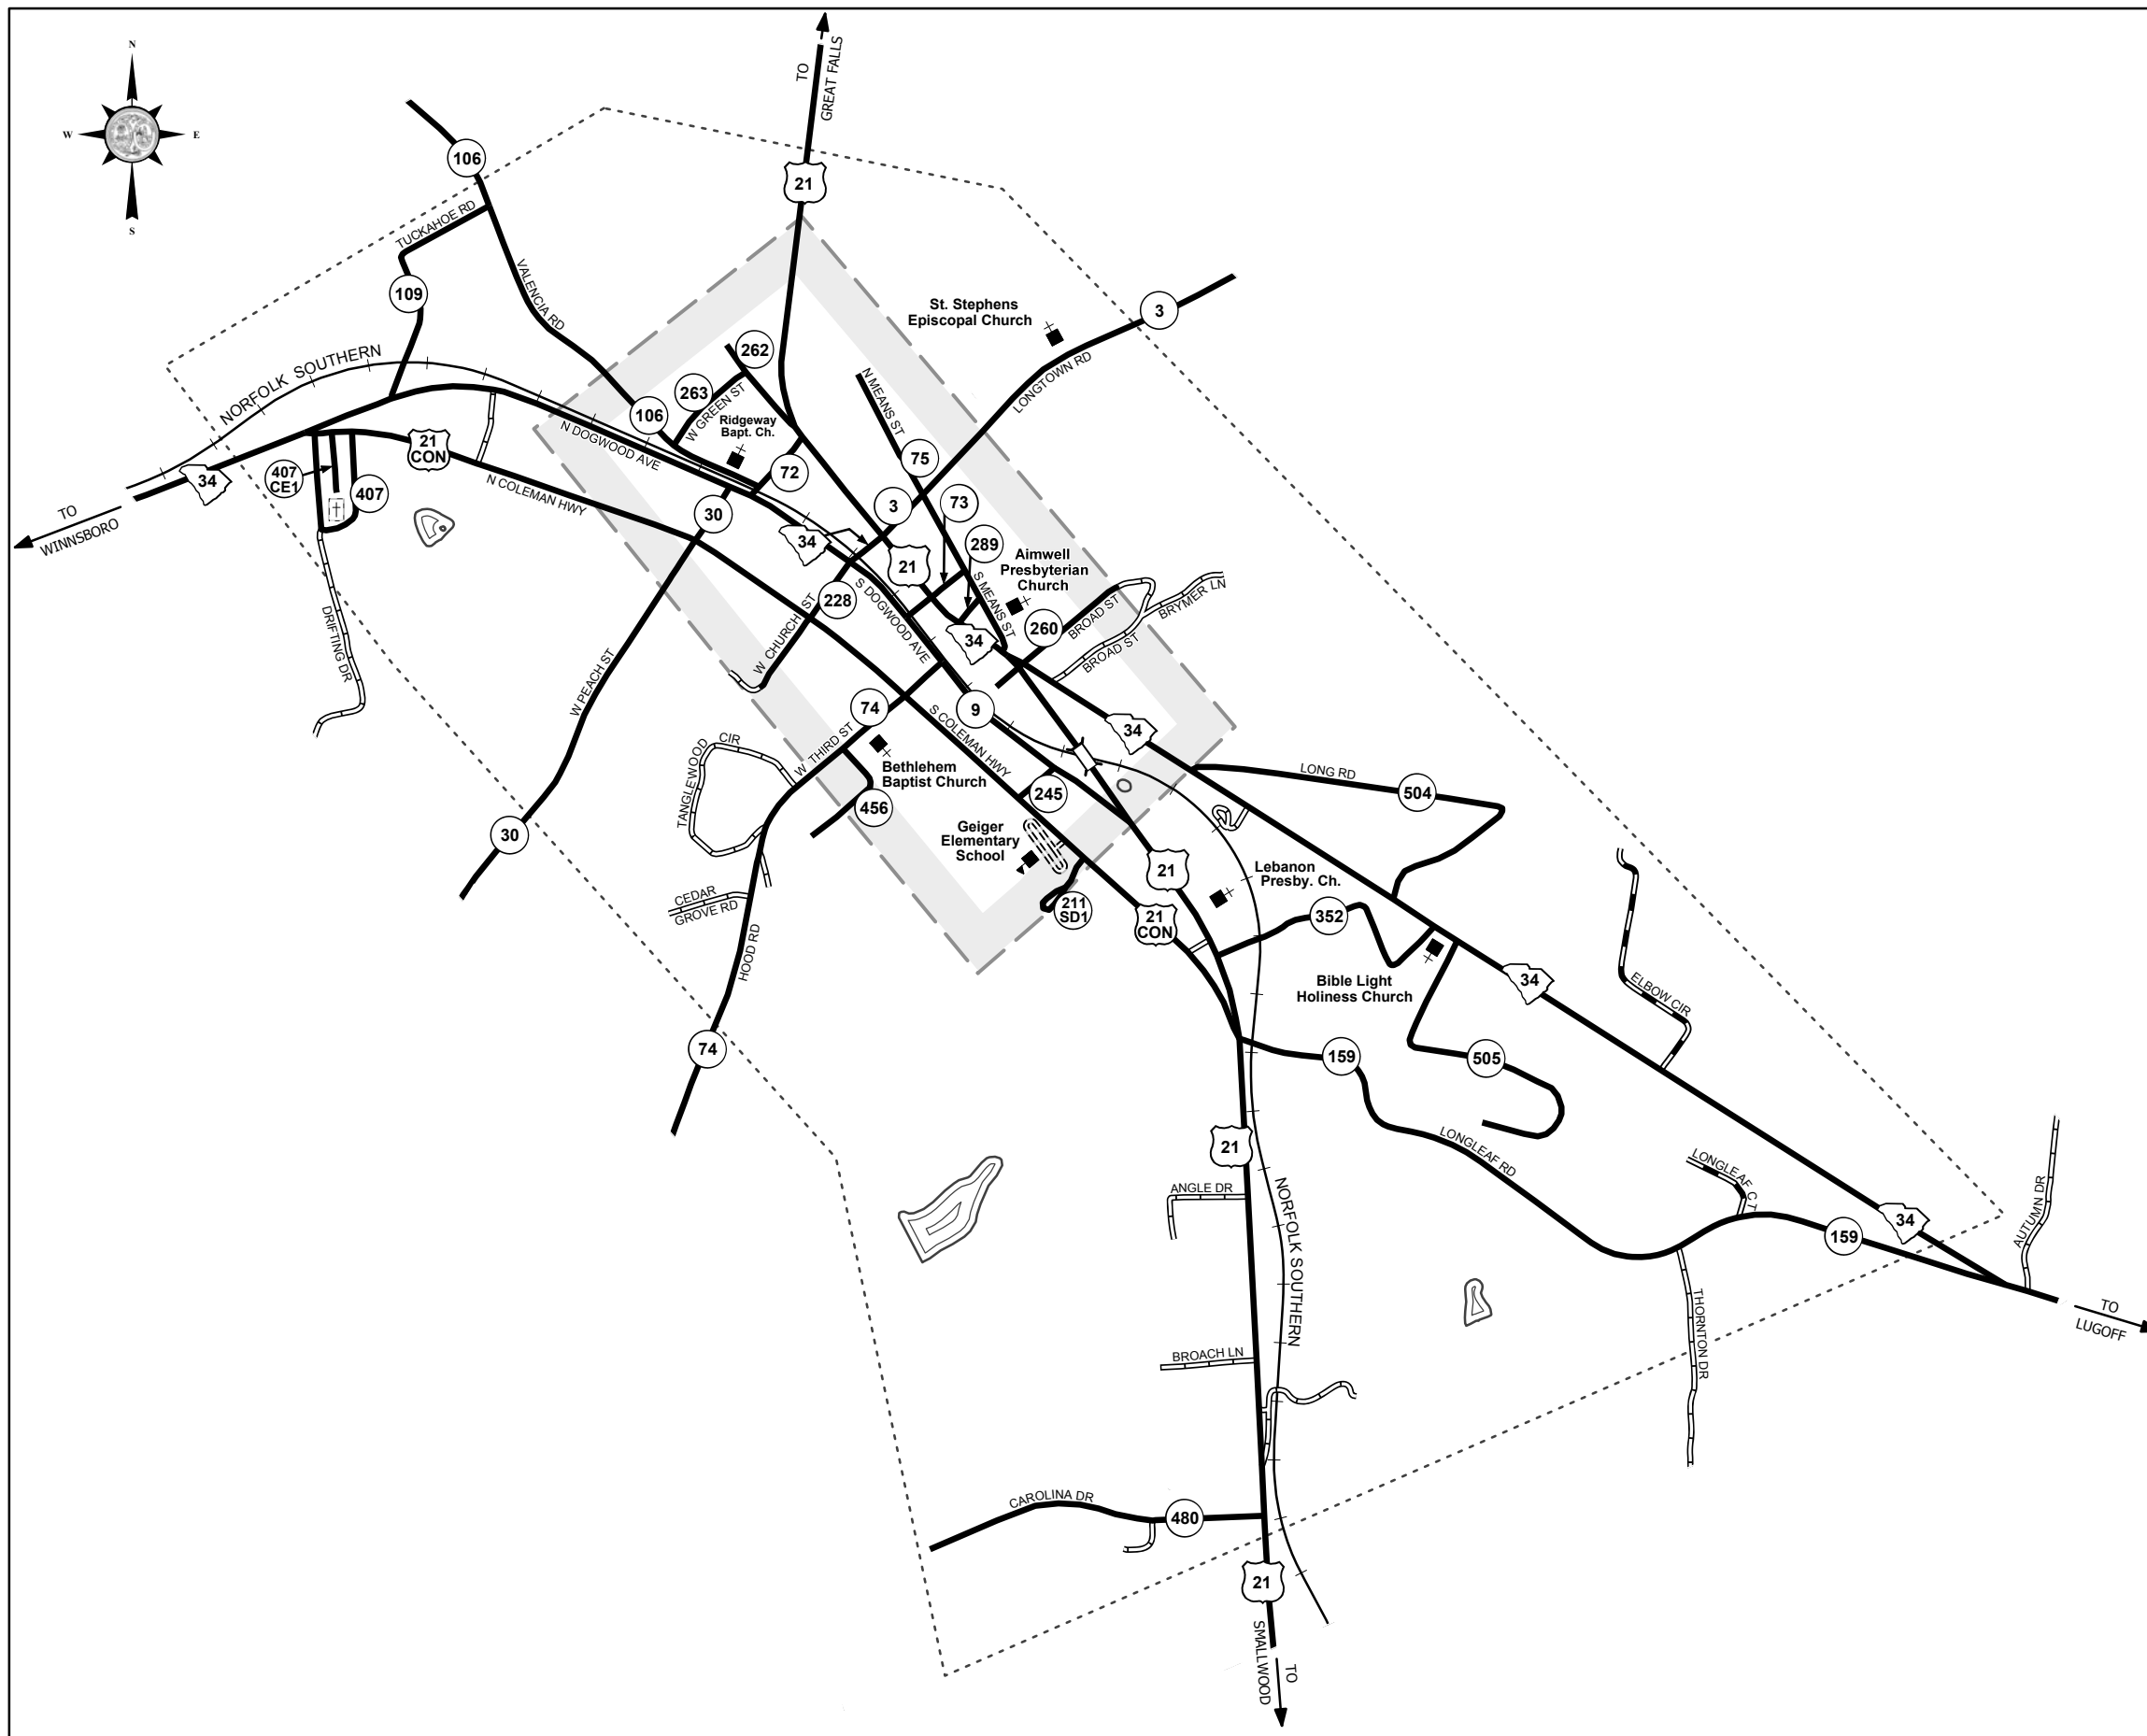 N
W
E
S
TO
GREAT FALLS
21
106
TUCKAHOE RD
109
VALENCIA RD
NORFOLK SOUTHERN
St. Stephens
Episcopal Church
3
LONGTOWN RD
262
263
W GREEN ST
106
Ridgeway
Bapt. Ch.
N MEANS ST
75
N DOGWOOD AVE
72
21
CON
N COLEMAN HWY
407
CE1
407
34
TO
WINNSBORO
30
3
73
34
289
21
Aimwell
Presbyterian
Church
S MEANS ST
228
W CHURCH ST
S DOGWOOD AVE
34
260
BROAD ST
BROAD ST
BRYMER LN
DRIFTING DR
W PEACH ST
74
9
S COLEMAN HWY
34
W THIRD ST
TANGLEWOOD
CIR
Bethlehem
Baptist Church
456
245
LONG RD
504
Geiger
Elementary
School
30
21
Lebanon
Presby. Ch.
CEDAR
GROVE RD
HOOD RD
211
SD1
21
CON
352
Bible Light
Holiness Church
34
ELBOW CIR
74
159
505
21
LONGLEAF RD
LONGLEAF CT
ANGLE DR
NORFOLK SOUTHERN
34
159
AUTUMN DR
THORNTON DR
TO
LUGOFF
BROACH LN
CAROLINA DR
480
21
TO
SMALLWOOD